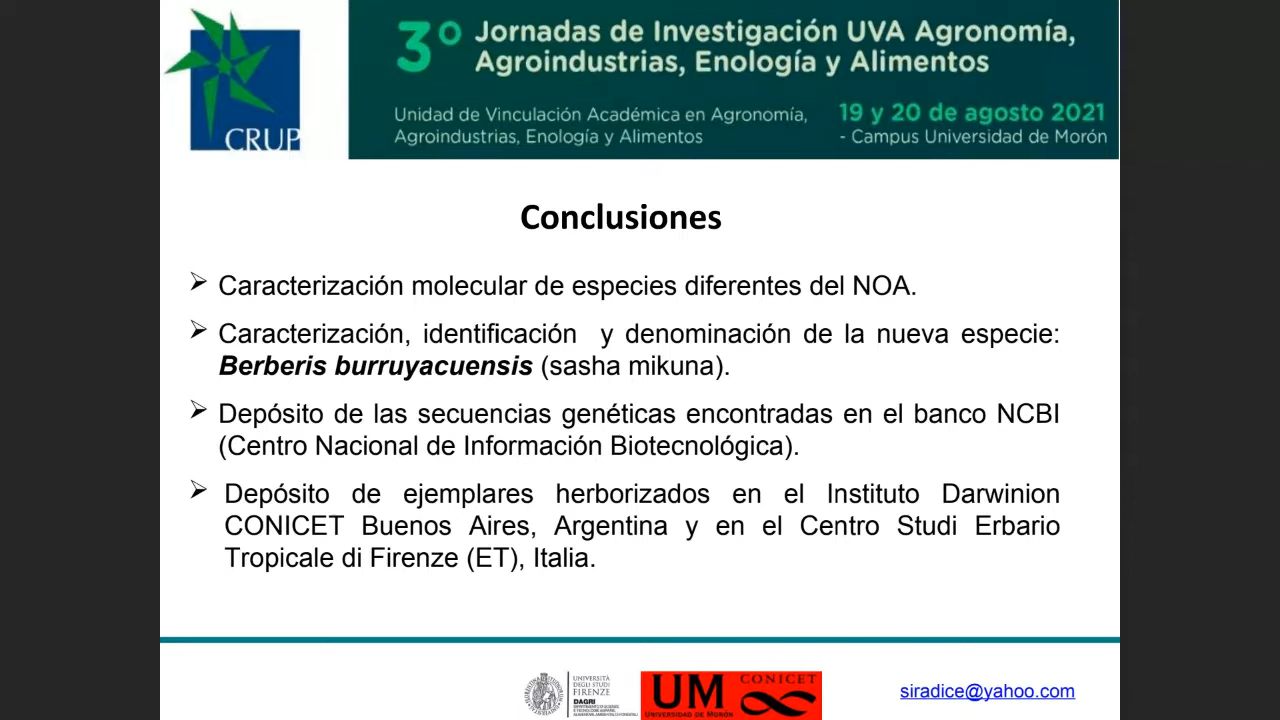 CRUP
3° Jornadas de Investigación UVA Agronomía,
Agroindustrias, Enología y Alimentos
Unidad de Vinculación Académica en Agronomía,
Agroindustrias, Enología y Alimentos
19 y 20 de agosto 2021
- Campus Universidad de Morón
Conclusiones
Caracterización molecular de especies diferentes del NOA.
Caracterización, identificación y denominación de la nueva especie:
Berberis burruyacuensis (sasha mikuna).
Depósito de las secuencias genéticas encontradas en el banco NCBI
(Centro Nacional de Información Biotecnológica).
Depósito de ejemplares herborizados en el Instituto Darwinion
CONICET Buenos Aires, Argentina y en el Centro Studi Erbario
Tropicale di Firenze (ET), Italia.
UNIVERSITÀ
DEGLI STUDI
FIRENZE
DAGRI
UM
UNIVERSIDAD DE MORÓN
CONICET
siradice@yahoo.com